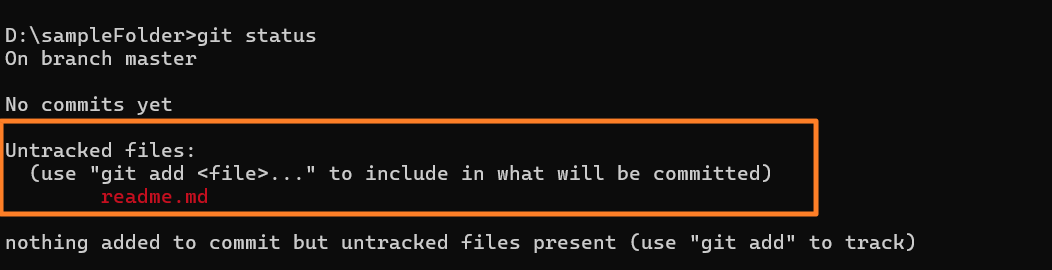 D:\sampleFolder>git status
On branch master
No commits yet
Untracked files:
(use "git add <file>..." to include in what will be committed)
readme.md
nothing added to commit but untracked files present (use "git add" to track)